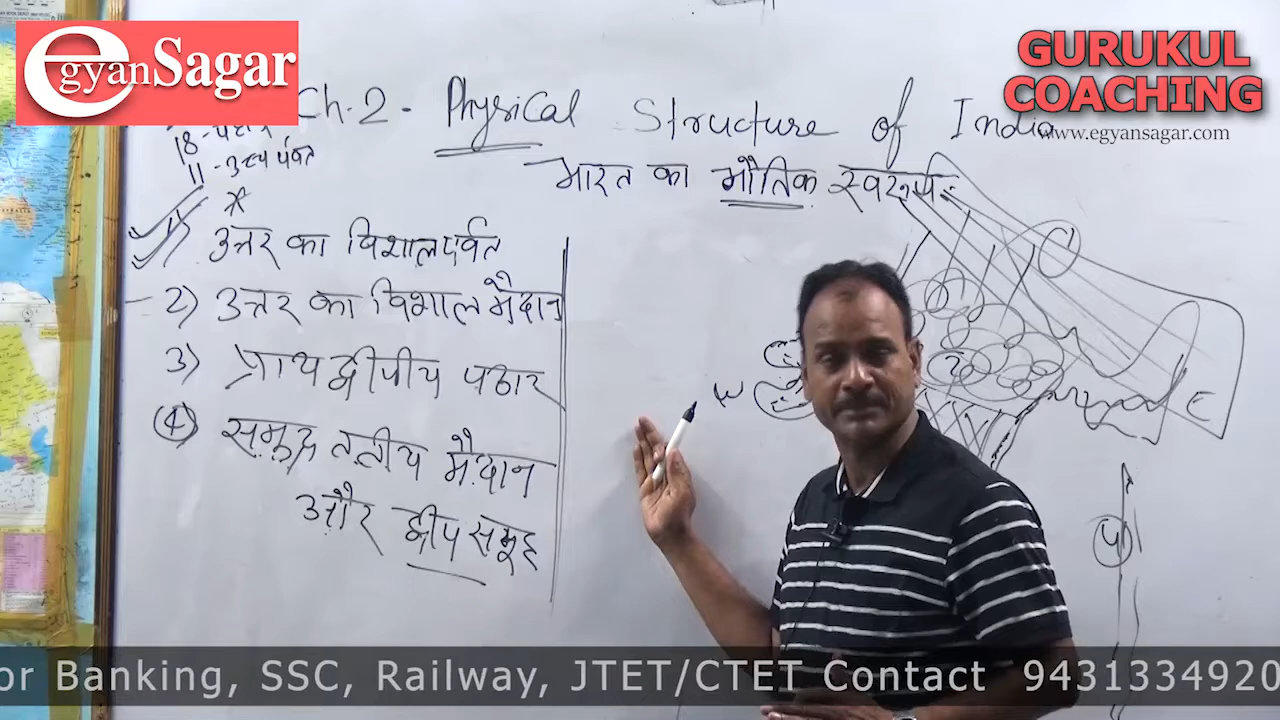 egyanSagar
GURUKUL
COACHING
www.egyansagar.com
Ch-2 - Physical Structure of India
भारत का भौतिक स्वरूप
18 -
11 - उच्च पर्वत
उत्तर का विशाल पर्वत
2) उत्तर का विशाल मैदान
3) प्रायद्वीपीय पठार
(4) समुद्र तटीय मैदान
और द्वीप समूह
W
or Banking, SSC, Railway, JTET/CTET Contact 9431334920